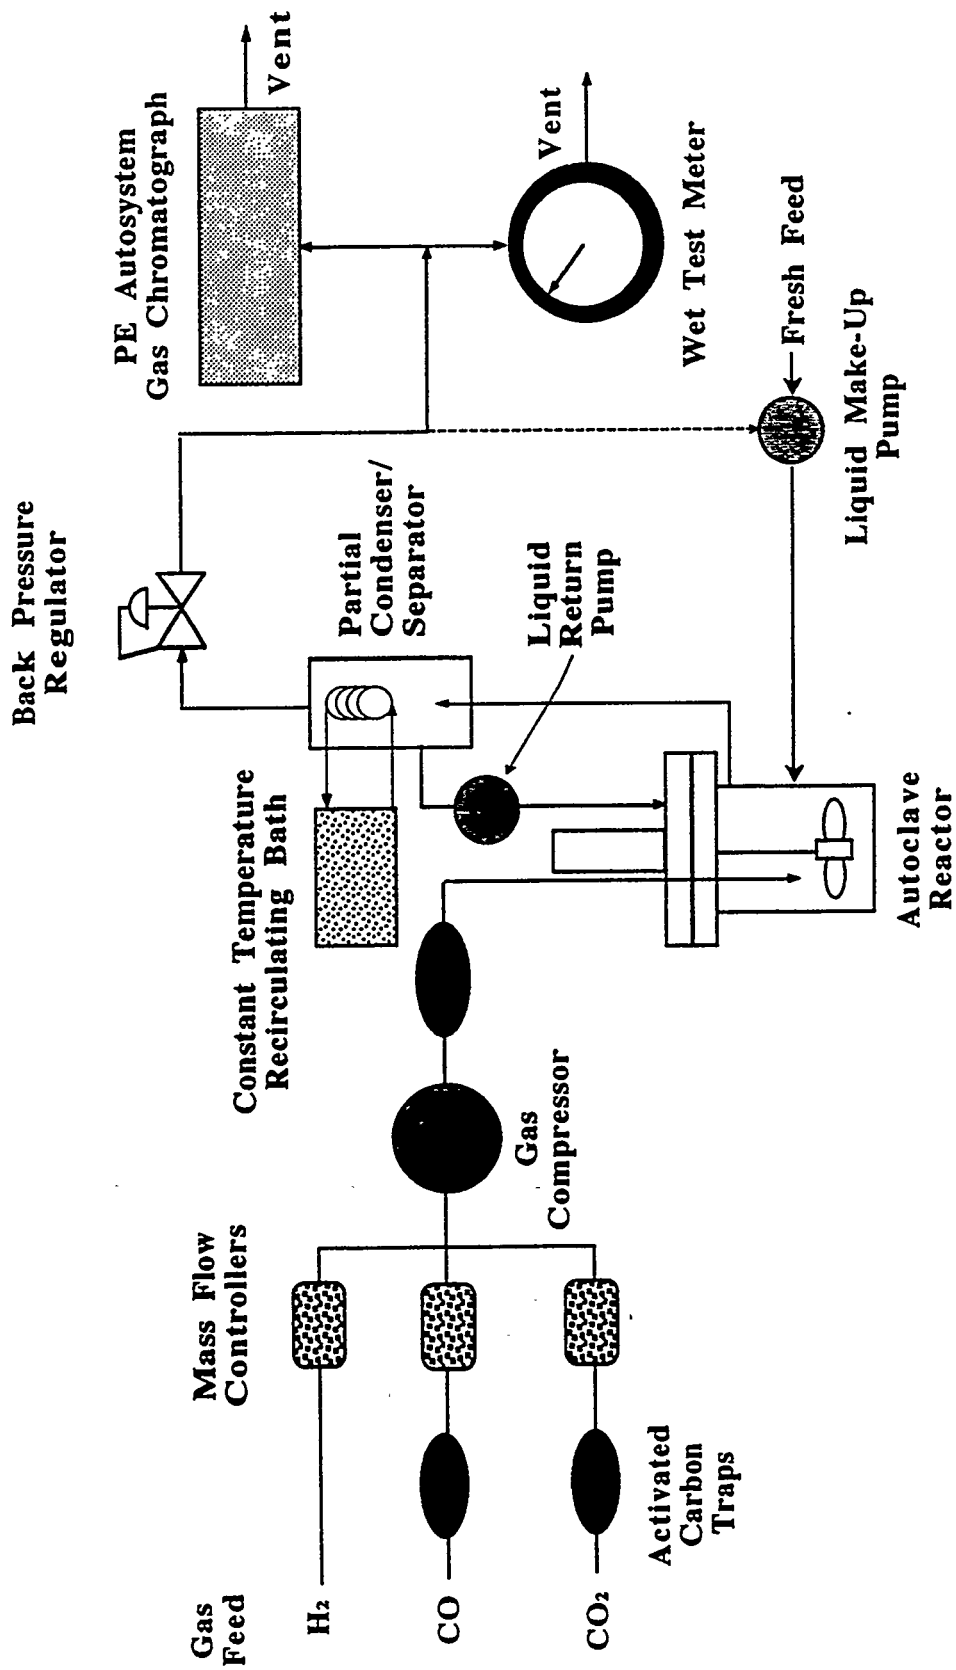 Gas
Feed
H2
CO
CO2
Activated
Carbon
Traps
Mass Flow
Controllers
Gas
Compressor
Constant Temperature
Recirculating Bath
Autoclave
Reactor
Liquid
Return
Pump
Partial
Condenser/
Separator
Back Pressure
Regulator
Liquid Make-Up
Pump
Fresh Feed
PE Autosystem
Gas Chromatograph
Vent
Wet Test Meter
Vent